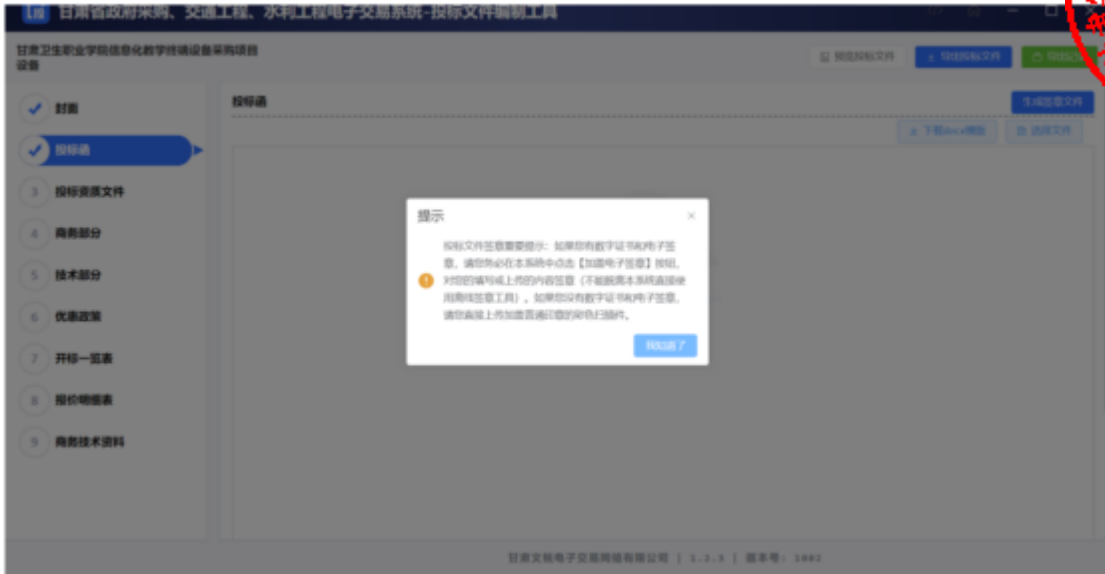 甘肃省政府采购、交通工程、水利工程电子交易系统-投标文件编制工具
甘肃卫生职业学院信息化教学终端设备采购项目
设备
预览投标文件
导出投标文件
封面
投标函
生成签章文件
下载docx模版
选择文件
投标函
3 投标资质文件
4 商务部分
5 技术部分
6 优惠政策
7 开标一览表
8 报价明细表
9 商务技术资料
提示
投标文件签章重要提示：如果您有数字证书和电子签
章，请您务必在本系统中点击【加盖电子签章】按钮，
对您的填写或上传的内容签章（不能脱离本系统直接使
用离线签章工具）。如果您没有数字证书和电子签章，
请您直接上传加盖普通印章的彩色扫描件。
我知道了
甘肃文锐电子交易网络有限公司 | 1.2.5 | 版本号: 1002